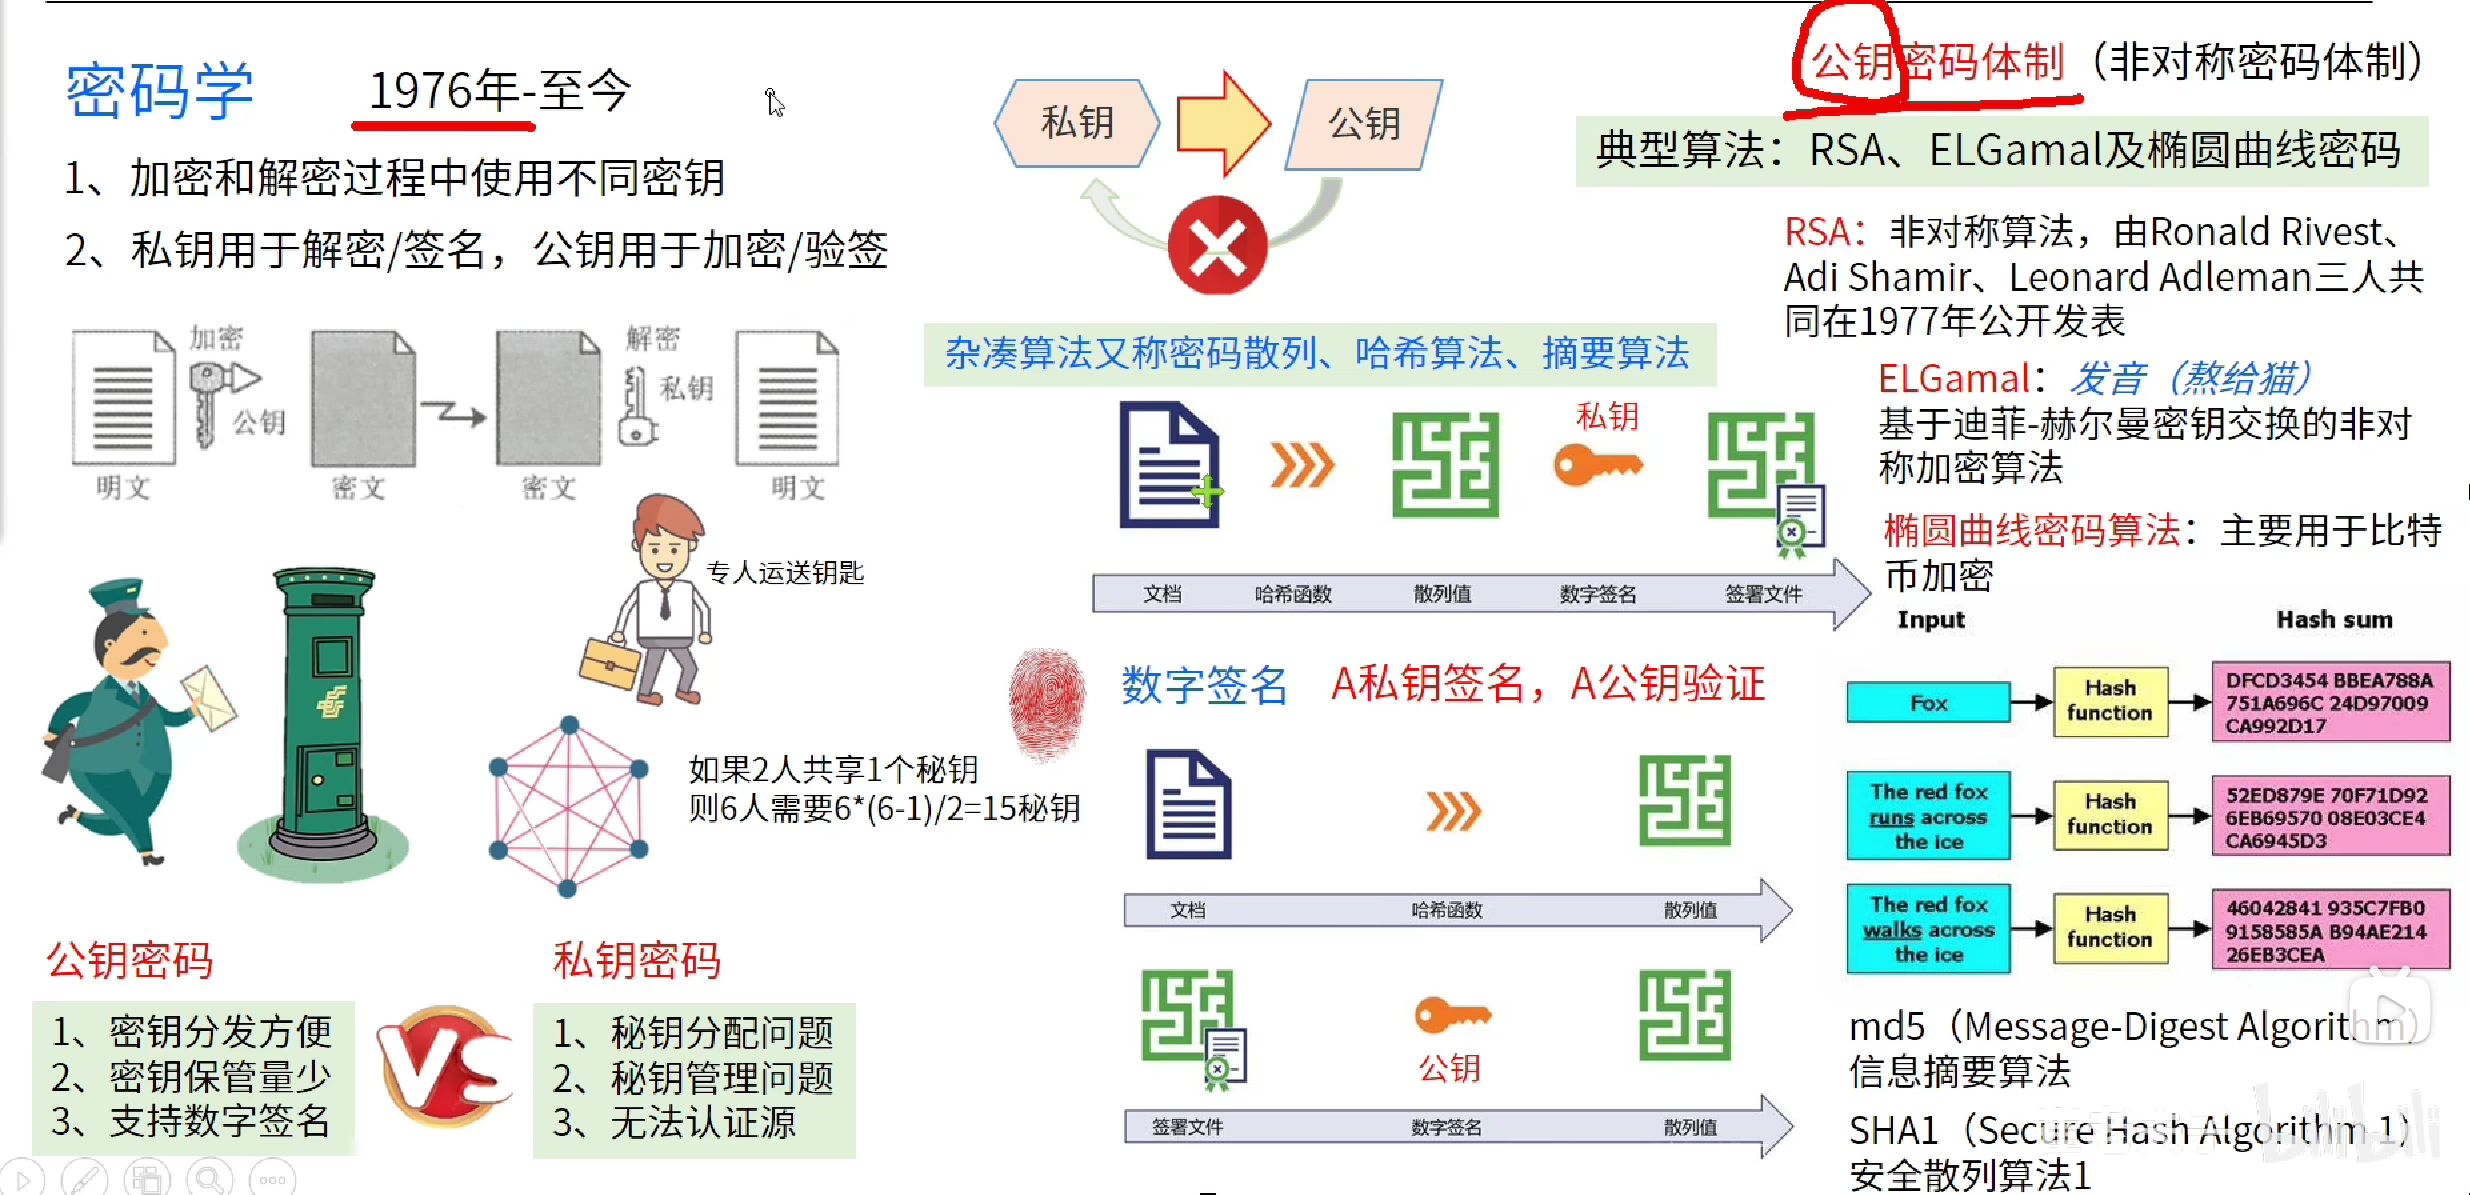 密码学 1976年-至今
1、加密和解密过程中使用不同密钥
2、私钥用于解密/签名，公钥用于加密/验签
加密
公钥
解密
私钥
明文
密文
密文
明文
专人运送钥匙
如果2人共享1个秘钥
则6人需要6*(6-1)/2=15秘钥
公钥密码
1、密钥分发方便
2、密钥保管量少
3、支持数字签名
VS
私钥密码
1、秘钥分配问题
2、秘钥管理问题
3、无法认证源
私钥
公钥
杂凑算法又称密码散列、哈希算法、摘要算法
私钥
文档 哈希函数 散列值 数字签名 签署文件
数字签名 A私钥签名，A公钥验证
文档 哈希函数 散列值
公钥
签署文件 数字签名 散列值
公钥密码体制（非对称密码体制）
典型算法：RSA、ELGamal及椭圆曲线密码
RSA：非对称算法，由Ronald Rivest、
Adi Shamir、Leonard Adleman三人共
同在1977年公开发表
ELGamal：发音（熬给猫）
基于迪菲-赫尔曼密钥交换的非对
称加密算法
椭圆曲线密码算法：主要用于比特
币加密
Input Hash sum
Fox
Hash
function
DFCD3454 BBEA788A
751A696C 24D97009
CA992D17
The red fox
runs across
the ice
Hash
function
52ED879E 70F71D92
6EB69570 08E03CE4
CA6945D3
The red fox
walks across
the ice
Hash
function
46042841 935C7FB0
9158585A B94AE214
26EB3CEA
md5（Message-Digest Algorithm）
信息摘要算法
SHA1（Secure Hash Algorithm 1）
安全散列算法1
bilibili